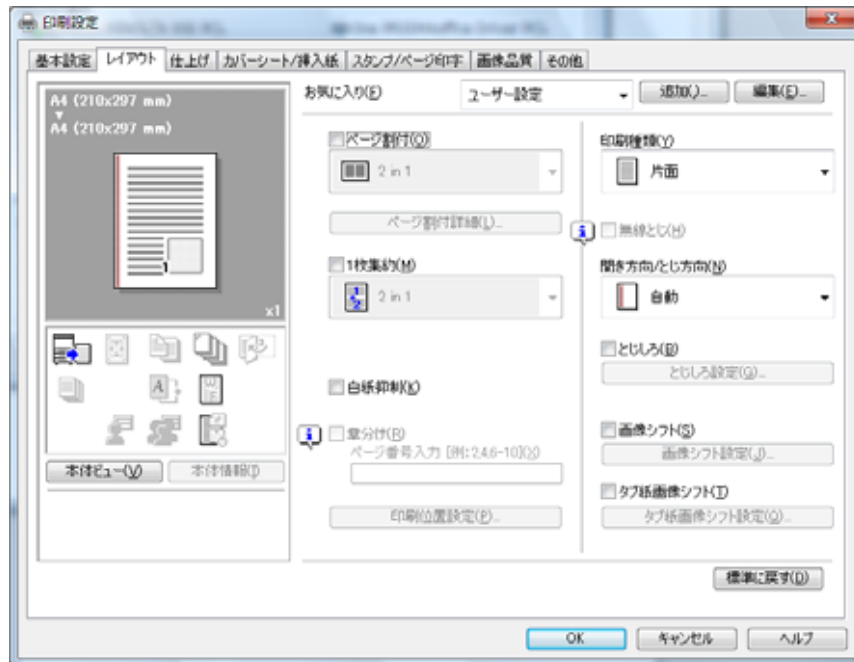 印刷設定
基本設定 レイアウト 仕上げ カバーシート/挿入紙 スタンプ/ページ印字 画像品質 その他
A4 (210x297 mm)
A4 (210x297 mm)
1
x1
本体ビュー(V) 本体情報(I)
お気に入り(F) ユーザー設定 追加(.)... 編集(E)...
ページ割付(O)
2 in 1
ページ割付詳細(L)...
1枚集約(M)
1 2
2 in 1
白紙抑制(K)
章分け(R)
ページ番号入力 [例: 2,4,6-10](X)
印刷位置設定(P)...
印刷種類(Y)
片面
無線とじ(H)
開き方向/とじ方向(N)
自動
とじしろ(B)
とじしろ設定(G)...
画像シフト(S)
画像シフト設定(J)...
タブ紙画像シフト(T)
タブ紙画像シフト設定(Q)...
標準に戻す(D)
OK キャンセル ヘルプ